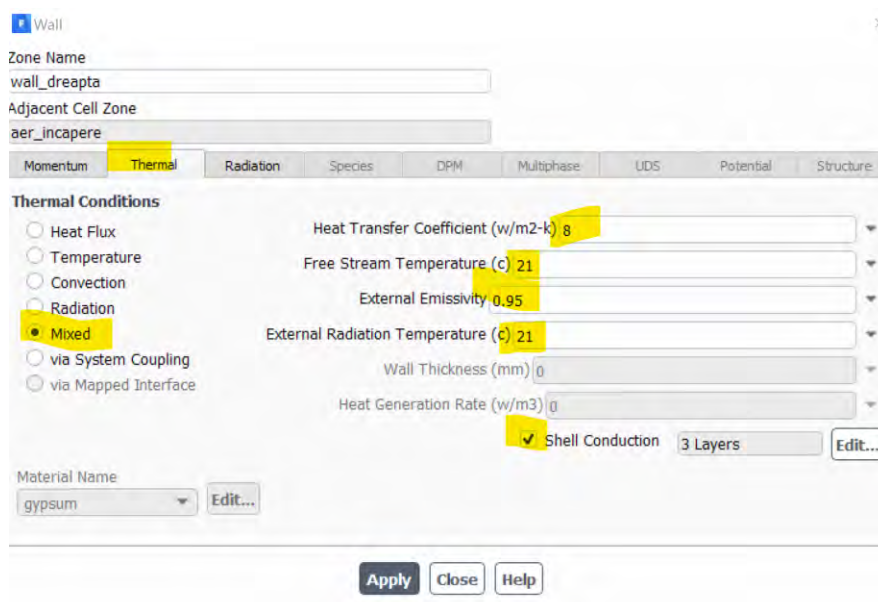 Wall
Zone Name
wall_dreapta
Adjacent Cell Zone
aer_incapere
Momentum Thermal Radiation Species DPM Multiphase UDS Potential Structure
Thermal Conditions
Heat Flux
Temperature
Convection
Radiation
Mixed
via System Coupling
via Mapped Interface
Heat Transfer Coefficient (w/m2-k) 8
Free Stream Temperature (c) 21
External Emissivity 0.95
External Radiation Temperature (c) 21
Wall Thickness (mm) 0
Heat Generation Rate (w/m3) 0
Shell Conduction 3 Layers Edit...
Material Name
gypsum Edit...
Apply Close Help